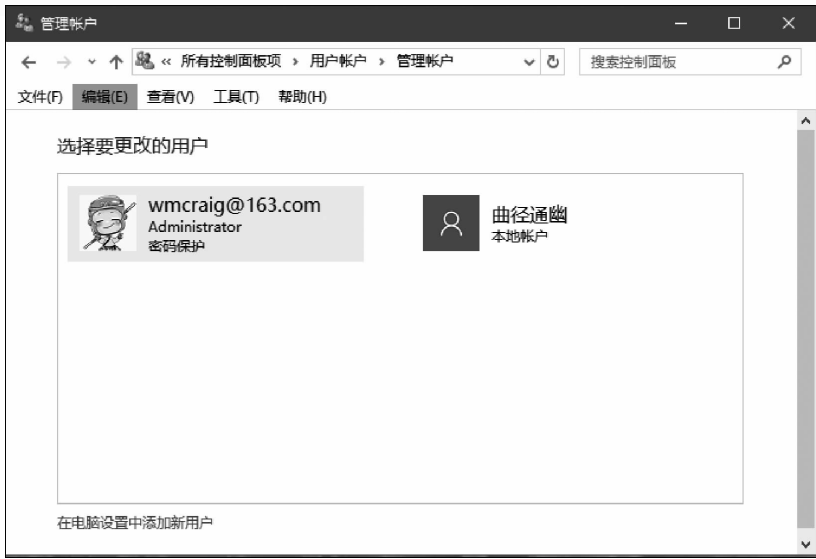 管理帐户
« 所有控制面板项 › 用户帐户 › 管理帐户
搜索控制面板
文件(F) 编辑(E) 查看(V) 工具(T) 帮助(H)
选择要更改的用户
wmcraig@163.com
Administrator
密码保护
曲径通幽
本地帐户
在电脑设置中添加新用户